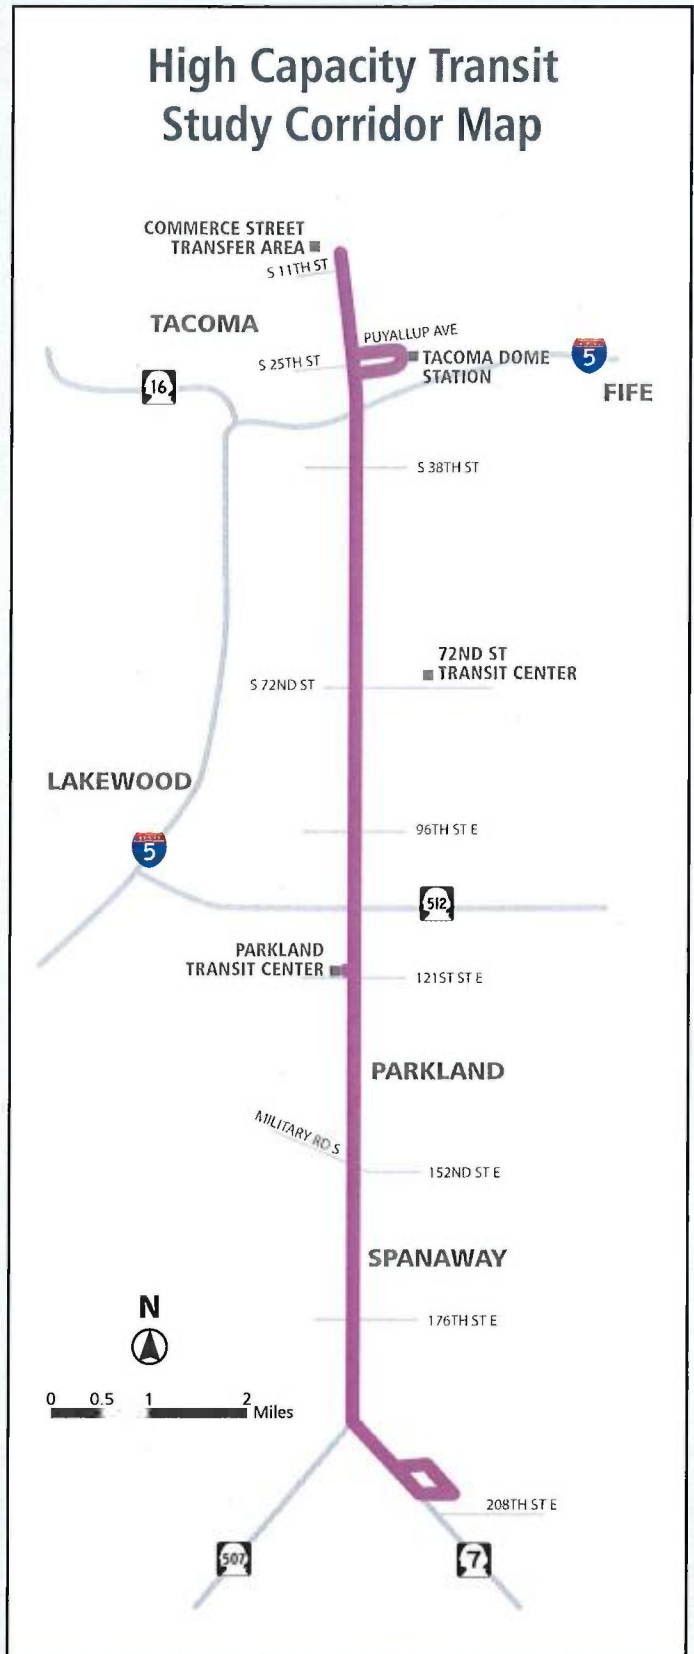 High Capacity Transit
Study Corridor Map
COMMERCE STREET
TRANSFER AREA
S 11TH ST
TACOMA
PUYALLUP AVE
S 25TH ST
TACOMA DOME
STATION
5
FIFE
16
S 38TH ST
72ND ST
TRANSIT CENTER
S 72ND ST
LAKEWOOD
5
96TH ST E
512
PARKLAND
TRANSIT CENTER
121ST ST E
PARKLAND
MILITARY RD S
152ND ST E
SPANAWAY
176TH ST E
N
0 0.5 1 2
Miles
208TH ST E
507
7